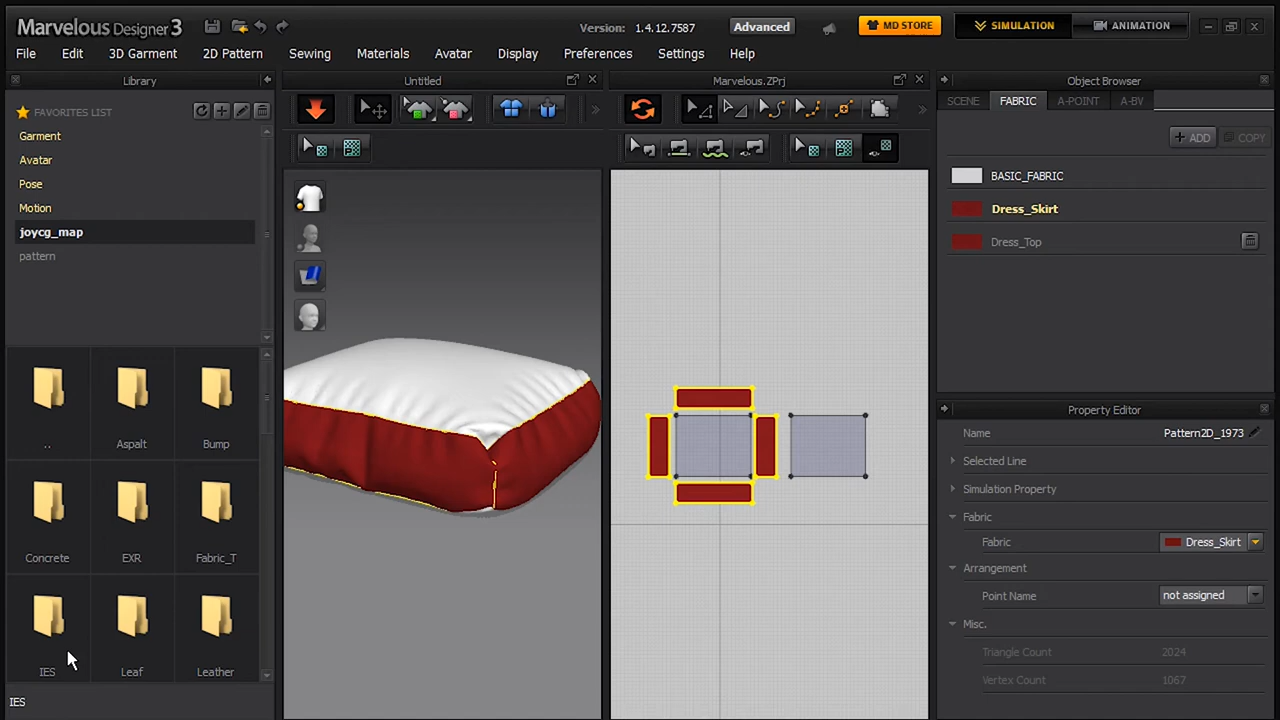 Marvelous Designer 3
Version: 1.4.12.7587
Advanced
MD STORE
SIMULATION
ANIMATION
File Edit 3D Garment 2D Pattern Sewing Materials Avatar Display Preferences Settings Help
Library
Untitled
Marvelous.ZPrj
Object Browser
FAVORITES LIST
SCENE FABRIC A-POINT A-BV
Garment
Avatar
Pose
Motion
joycg_map
pattern
ADD COPY
BASIC_FABRIC
Dress_Skirt
Dress_Top
.. Aspalt Bump
Concrete EXR Fabric_T
IES Leaf Leather
IES
Property Editor
Name Pattern2D_1973
Selected Line
Simulation Property
Fabric
Fabric Dress_Skirt
Arrangement
Point Name not assigned
Misc.
Triangle Count 2024
Vertex Count 1067